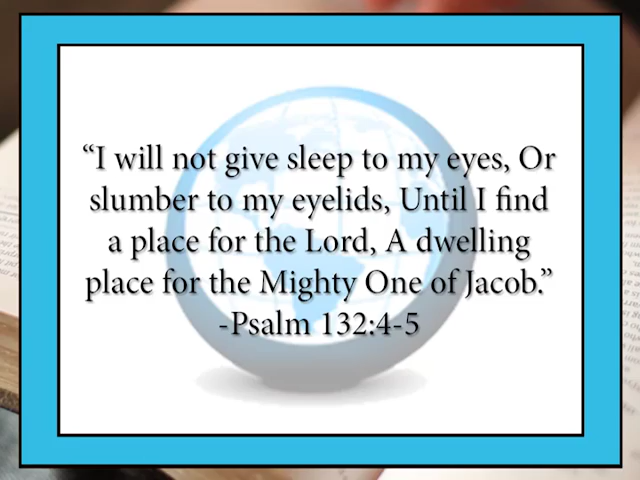 “I will not give sleep to my eyes, Or
slumber to my eyelids, Until I find
a place for the Lord, A dwelling
place for the Mighty One of Jacob.”
-Psalm 132:4-5